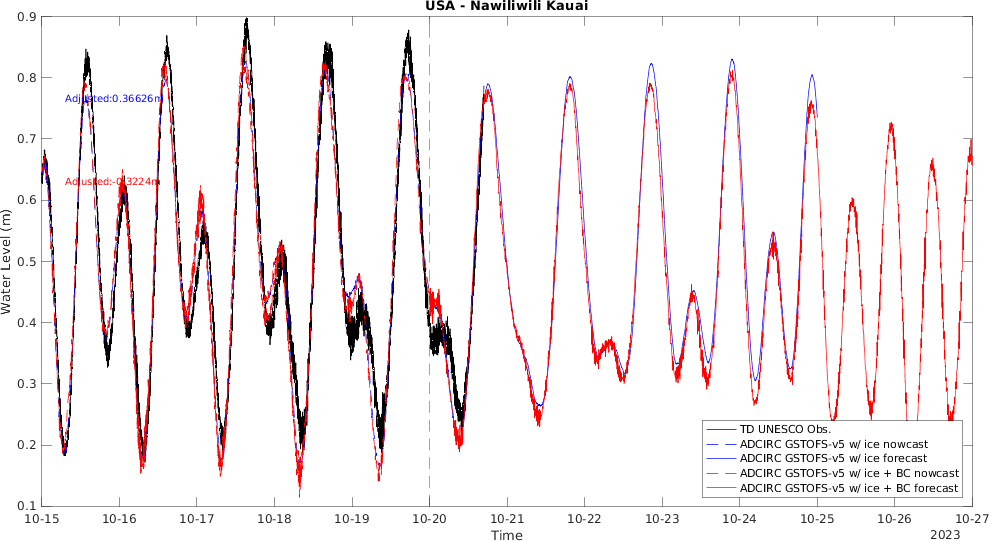 USA - Nawiliwili Kauai
0.9
0.8
0.7
0.6
0.5
0.4
0.3
0.2
0.1
Water Level (m)
Adjusted:0.36626m
Adjusted:-0.3224m
TD UNESCO Obs.
ADCIRC GSTOFS-v5 w/ ice nowcast
ADCIRC GSTOFS-v5 w/ ice forecast
ADCIRC GSTOFS-v5 w/ ice + BC nowcast
ADCIRC GSTOFS-v5 w/ ice + BC forecast
10-15 10-16 10-17 10-18 10-19 10-20 10-21 10-22 10-23 10-24 10-25 10-26 10-27
Time
2023